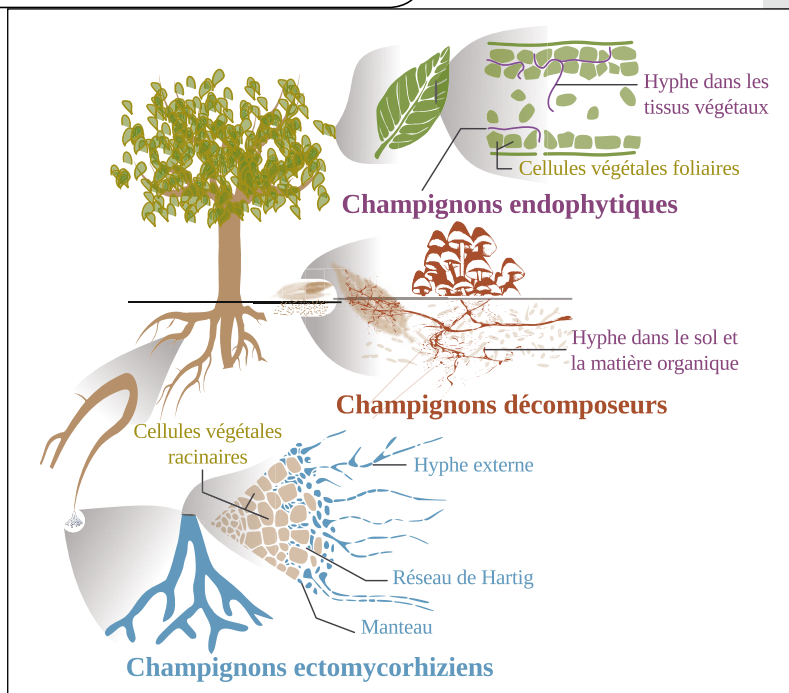 Hyphe dans les
tissus végétaux
Cellules végétales foliaires
Champignons endophytiques
Hyphe dans le sol et
la matière organique
Champignons décomposeurs
Cellules végétales
racinaires
Hyphe externe
Réseau de Hartig
Manteau
Champignons ectomycorhiziens